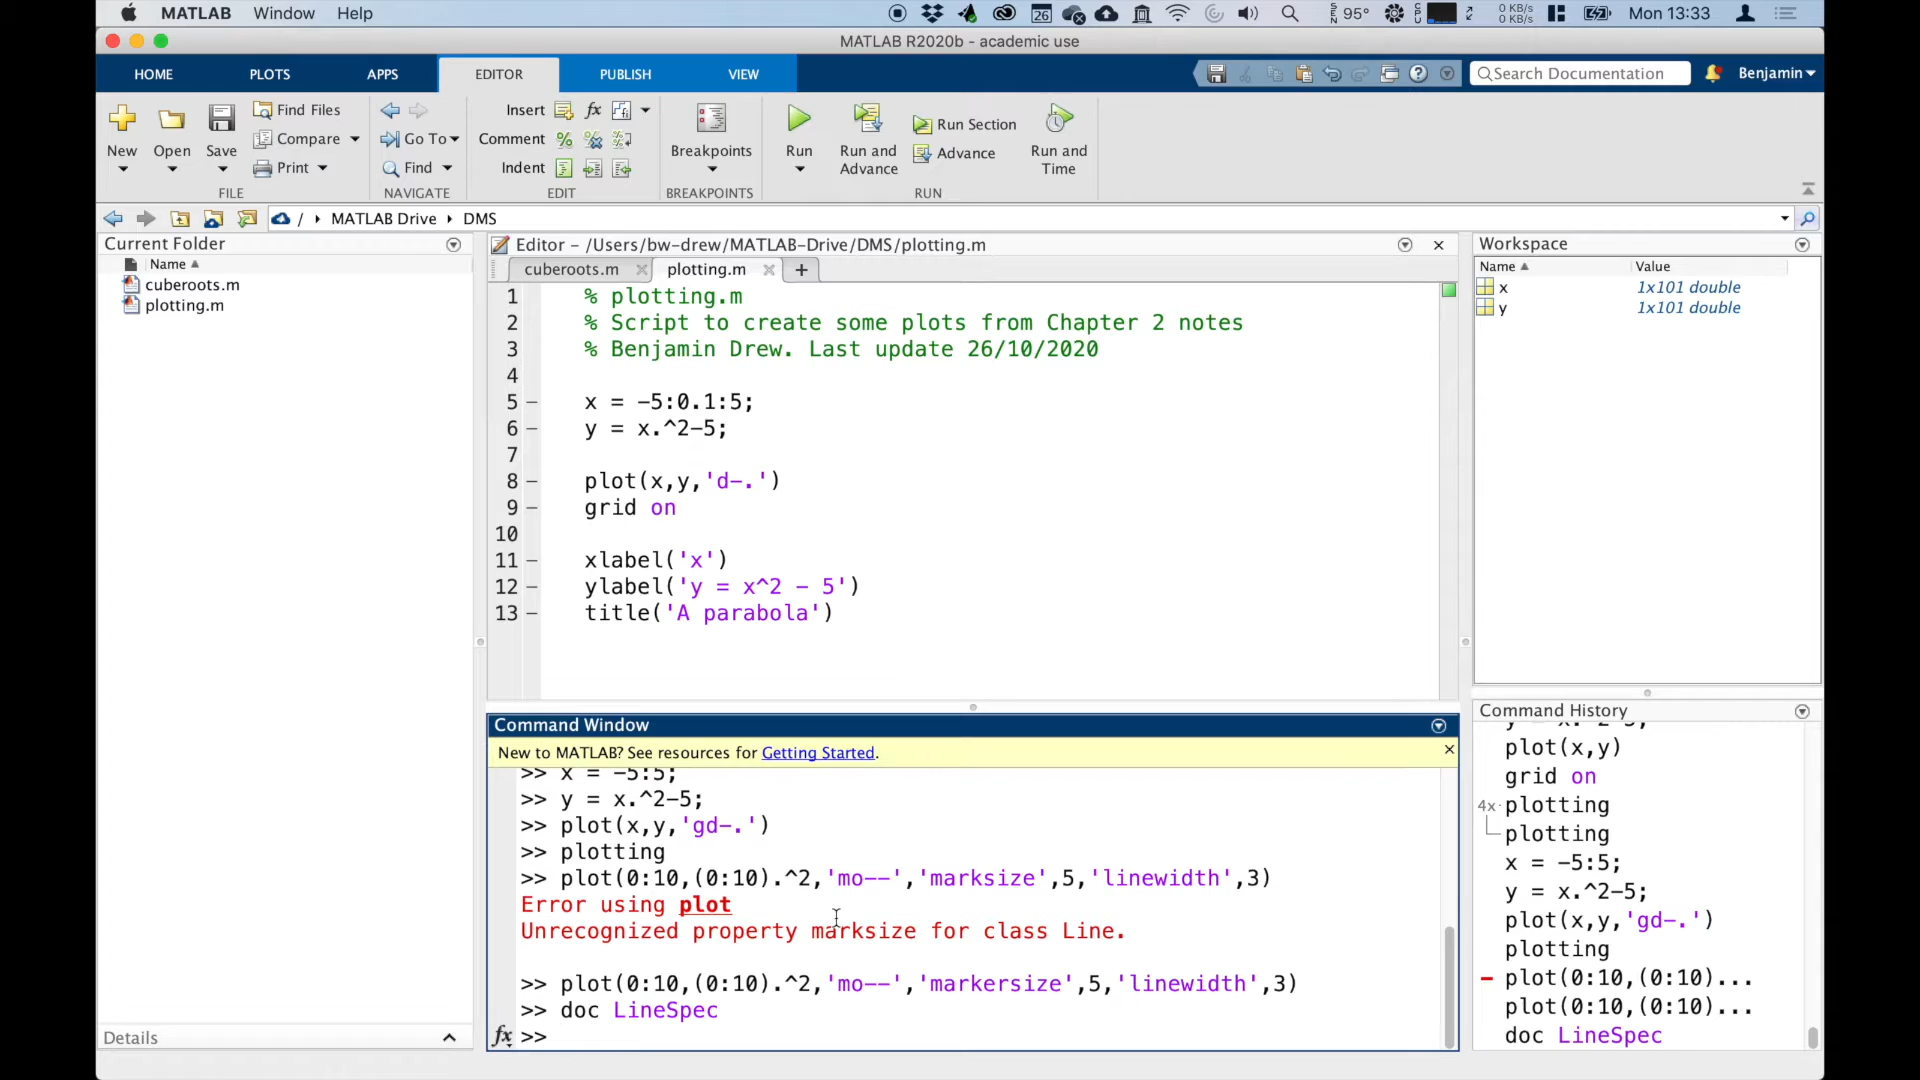 MATLAB Window Help
26 SEN 95° CPU 0 KB/s 0 KB/s Mon 13:33
MATLAB R2020b - academic use
HOME PLOTS APPS EDITOR PUBLISH VIEW
Search Documentation Benjamin
New Open Save
Find Files
Compare
Print
FILE
Go To
Find
NAVIGATE
Insert fx
Comment
Indent
EDIT
Breakpoints
BREAKPOINTS
Run
Run and Advance
Run Section
Advance
Run and Time
RUN
/ MATLAB Drive DMS
Current Folder
Name
cuberoots.m
plotting.m
Details
Editor – /Users/bw-drew/MATLAB-Drive/DMS/plotting.m
cuberoots.m plotting.m
1 % plotting.m
2 % Script to create some plots from Chapter 2 notes
3 % Benjamin Drew. Last update 26/10/2020
4
5 – x = -5:0.1:5;
6 – y = x.^2-5;
7
8 – plot(x,y,'d-.')
9 – grid on
10
11 – xlabel('x')
12 – ylabel('y = x^2 - 5')
13 – title('A parabola')
Command Window
New to MATLAB? See resources for Getting Started.
>> x = -5:5;
>> y = x.^2-5;
>> plot(x,y,'gd-.')
>> plotting
>> plot(0:10,(0:10).^2,'mo--','marksize',5,'linewidth',3)
Error using plot
Unrecognized property marksize for class Line.
>> plot(0:10,(0:10).^2,'mo--','markersize',5,'linewidth',3)
>> doc LineSpec
fx >>
Workspace
Name Value
x 1x101 double
y 1x101 double
Command History
y = x.^2-5;
plot(x,y)
grid on
4x plotting
plotting
x = -5:5;
y = x.^2-5;
plot(x,y,'gd-.')
plotting
plot(0:10,(0:10)...
plot(0:10,(0:10)...
doc LineSpec